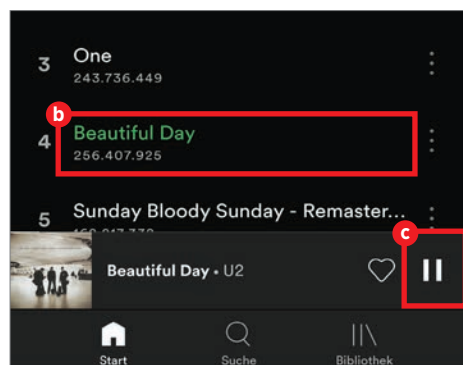 3 One
243.736.449
b
4 Beautiful Day
256.407.925
5 Sunday Bloody Sunday - Remaster...
c
Beautiful Day • U2
Start Suche Bibliothek